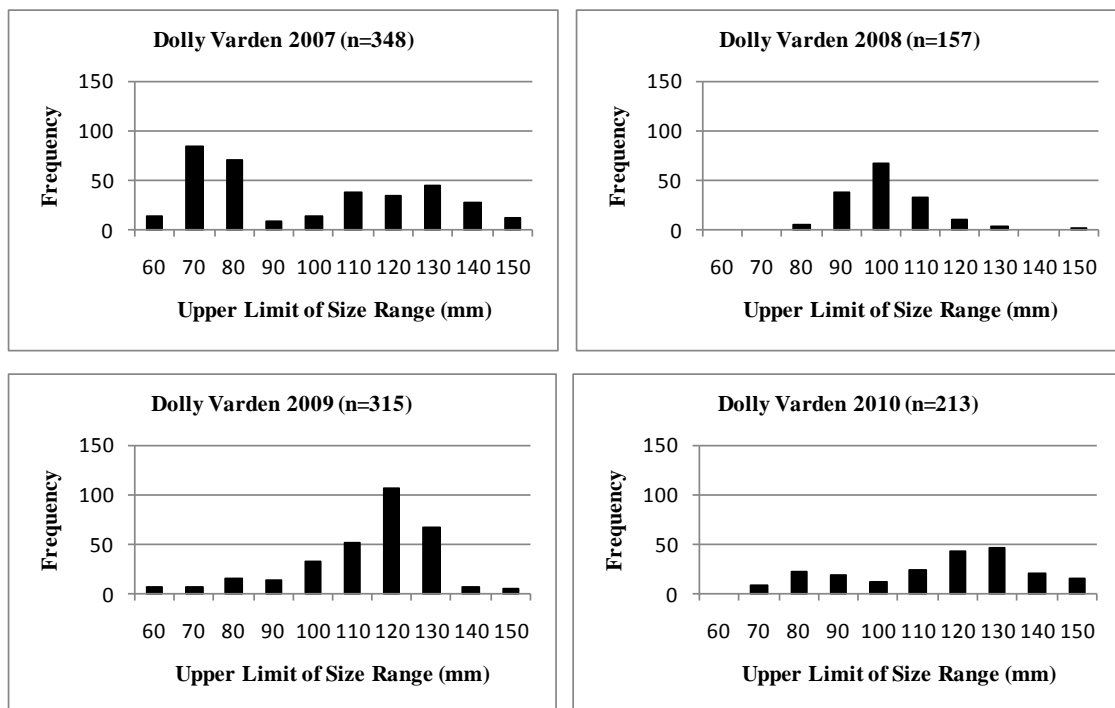 Dolly Varden 2007 (n=348)
150
100
50
0
Frequency
60 70 80 90 100 110 120 130 140 150
Upper Limit of Size Range (mm)
Dolly Varden 2008 (n=157)
150
100
50
0
Frequency
60 70 80 90 100 110 120 130 140 150
Upper Limit of Size Range (mm)
Dolly Varden 2009 (n=315)
150
100
50
0
Frequency
60 70 80 90 100 110 120 130 140 150
Upper Limit of Size Range (mm)
Dolly Varden 2010 (n=213)
150
100
50
0
Frequency
60 70 80 90 100 110 120 130 140 150
Upper Limit of Size Range (mm)